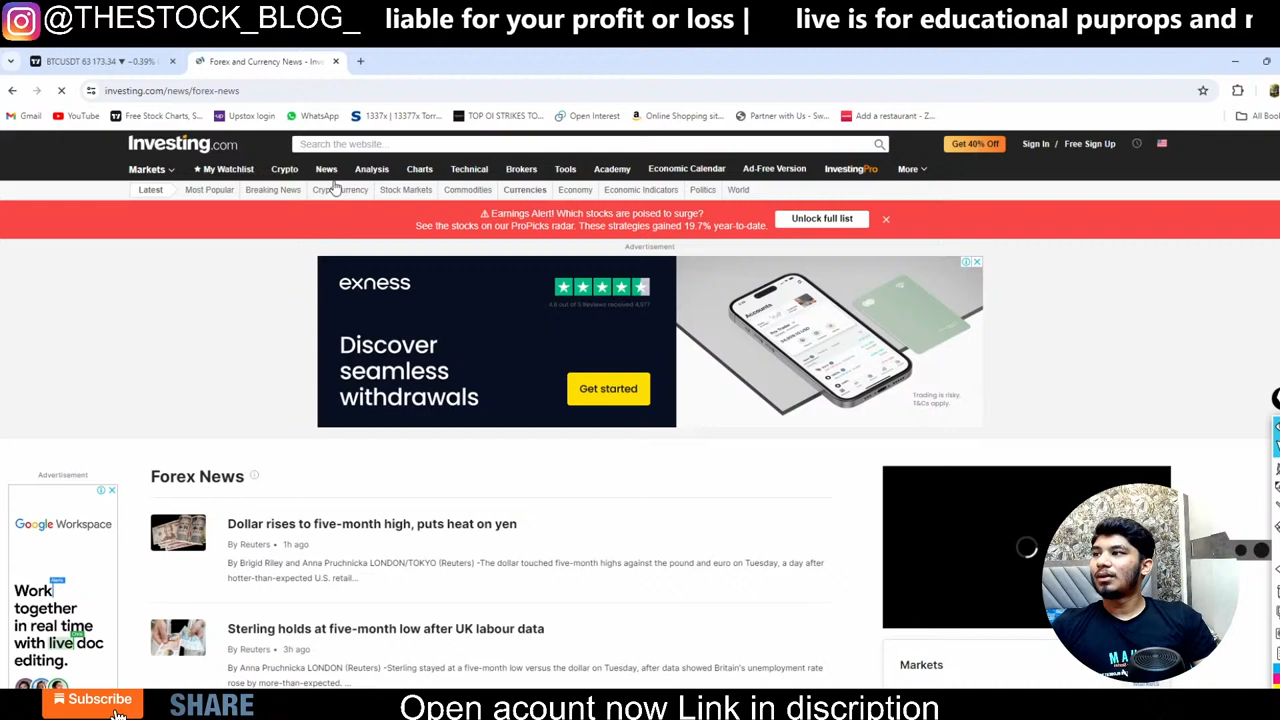 @THESTOCK_BLOG_
liable for your profit or loss |
live is for educational puprops and r
BTCUSDT 63 173.34 ▼ −0.39%
Forex and Currency News - Inve
investing.com/news/forex-news
Gmail
YouTube
Free Stock Charts, S...
Upstox login
WhatsApp
1337x | 13377x Torr...
TOP OI STRIKES TO...
Open Interest
Online Shopping sit...
Partner with Us - Sw...
Add a restaurant - Z...
All Boo
Investing.com
Search the website...
Get 40% Off
Sign In / Free Sign Up
Markets
My Watchlist
Crypto
News
Analysis
Charts
Technical
Brokers
Tools
Academy
Economic Calendar
Ad-Free Version
InvestingPro
More
Latest
Most Popular
Breaking News
Cryptocurrency
Stock Markets
Commodities
Currencies
Economy
Economic Indicators
Politics
World
Earnings Alert! Which stocks are poised to surge?
See the stocks on our ProPicks radar. These strategies gained 19.7% year-to-date.
Unlock full list
Advertisement
exness
Discover
seamless
withdrawals
Get started
Accounts
Trading is risky.
T&Cs apply.
Advertisement
Google Workspace
Work
together
in real time
with live doc
editing.
Forex News
Dollar rises to five-month high, puts heat on yen
By Reuters • 1h ago
By Brigid Riley and Anna Pruchnicka LONDON/TOKYO (Reuters) -The dollar touched five-month highs against the pound and euro on Tuesday, a day after
hotter-than-expected U.S. retail...
Sterling holds at five-month low after UK labour data
By Reuters • 3h ago
By Anna Pruchnicka LONDON (Reuters) -Sterling stayed at a five-month low versus the dollar on Tuesday, after data showed Britain's unemployment rate
rose by more-than-expected. ...
Markets
Markets
Subscribe
SHARE
Open acount now Link in discription